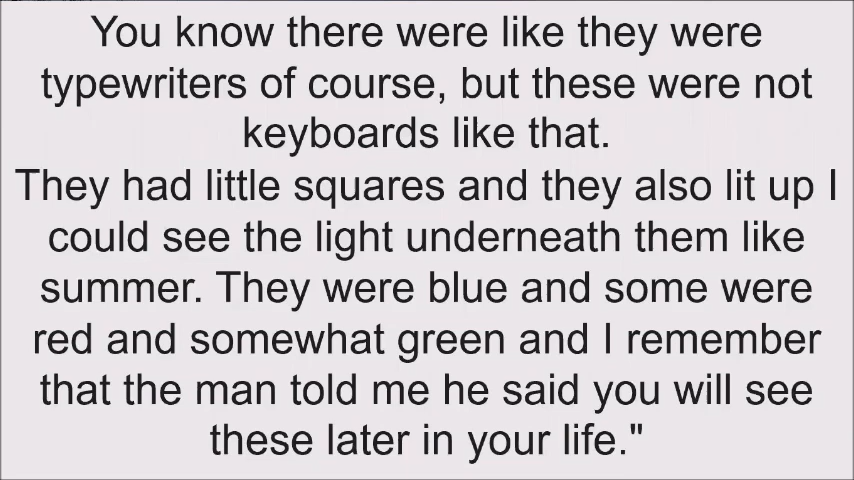 You know there were like they were
typewriters of course, but these were not
keyboards like that.
They had little squares and they also lit up I
could see the light underneath them like
summer. They were blue and some were
red and somewhat green and I remember
that the man told me he said you will see
these later in your life."